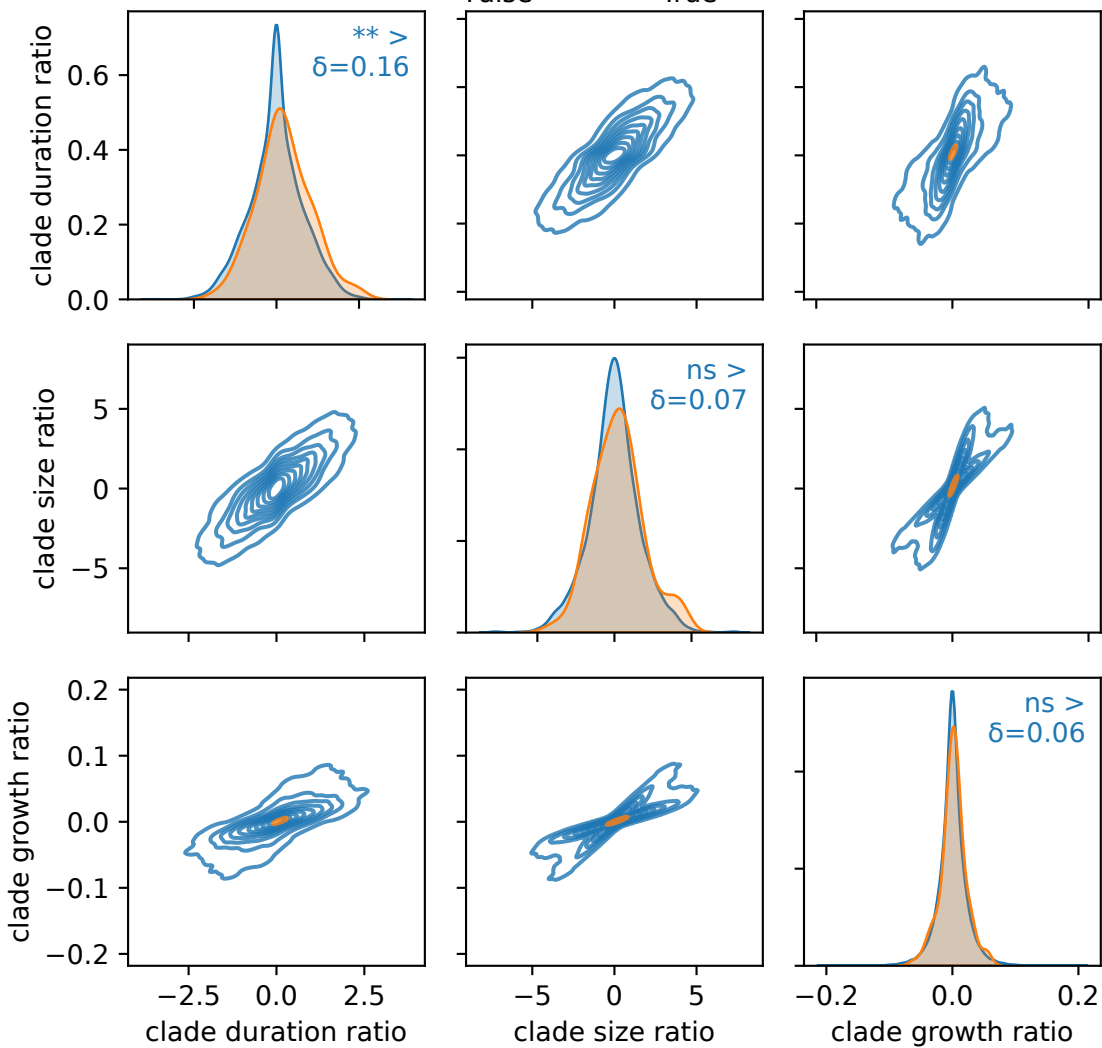 False True
clade duration ratio
0.6
0.4
0.2
0.0
** >
δ=0.16
clade size ratio
5
0
−5
ns >
δ=0.07
clade growth ratio
0.2
0.1
0.0
−0.1
−0.2
ns >
δ=0.06
−2.5 0.0 2.5
−5 0 5
−0.2 0.0 0.2
clade duration ratio
clade size ratio
clade growth ratio